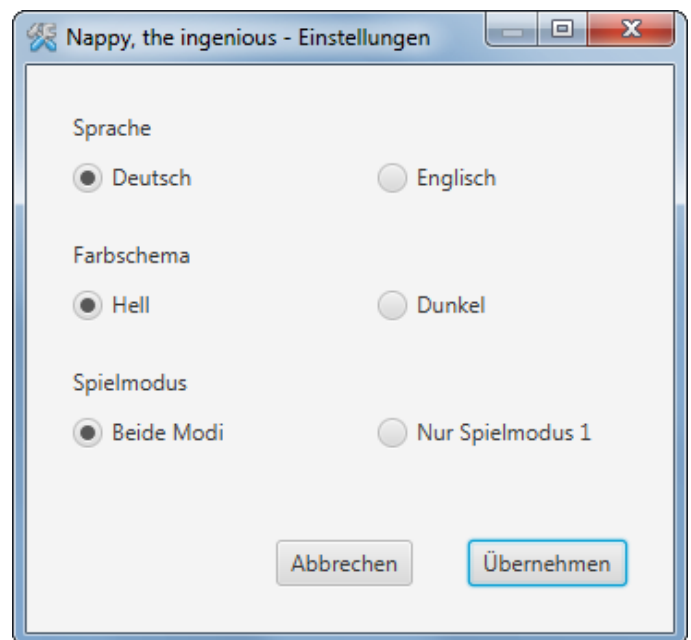 Nappy, the ingenious - Einstellungen
Sprache
Deutsch Englisch
Farbschema
Hell Dunkel
Spielmodus
Beide Modi Nur Spielmodus 1
Abbrechen Übernehmen